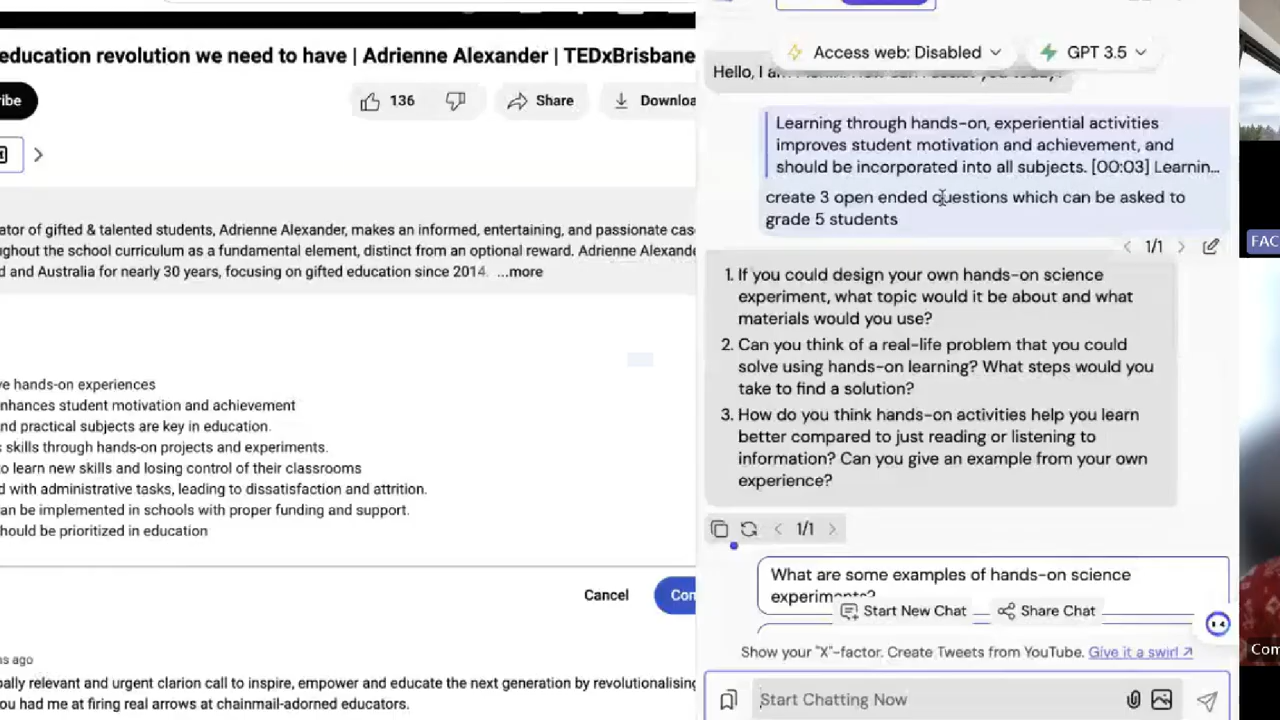 education revolution we need to have | Adrienne Alexander | TEDxBrisbane
ibe
136
Share
Downloa
ator of gifted & talented students, Adrienne Alexander, makes an informed, entertaining, and passionate cas
ughout the school curriculum as a fundamental element, distinct from an optional reward. Adrienne Alexande
d and Australia for nearly 30 years, focusing on gifted education since 2014. ...more
ve hands-on experiences
enhances student motivation and achievement
nd practical subjects are key in education.
c skills through hands-on projects and experiments.
to learn new skills and losing control of their classrooms
d with administrative tasks, leading to dissatisfaction and attrition.
an be implemented in schools with proper funding and support.
hould be prioritized in education
Cancel
Con
ns ago
bally relevant and urgent clarion call to inspire, empower and educate the next generation by revolutionalising
ou had me at firing real arrows at chainmail-adorned educators.
Access web: Disabled
GPT 3.5
Hello, I am
Learning through hands-on, experiential activities
improves student motivation and achievement, and
should be incorporated into all subjects. [00:03] Learnin...
create 3 open ended questions which can be asked to
grade 5 students
1/1
1. If you could design your own hands-on science
experiment, what topic would it be about and what
materials would you use?
2. Can you think of a real-life problem that you could
solve using hands-on learning? What steps would you
take to find a solution?
3. How do you think hands-on activities help you learn
better compared to just reading or listening to
information? Can you give an example from your own
experience?
1/1
What are some examples of hands-on science
experiments?
Start New Chat
Share Chat
Show your "X"-factor. Create Tweets from YouTube. Give it a swirl ↗
Start Chatting Now
FAC
Com